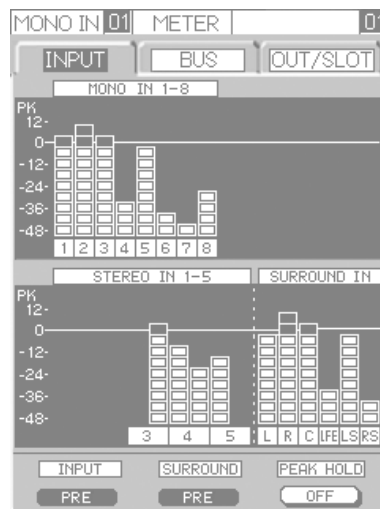 MONO IN 01 METER 01
INPUT BUS OUT/SLOT
MONO IN 1-8
PK
12-
0-
-12-
-24-
-36-
-48-
1 2 3 4 5 6 7 8
STEREO IN 1-5 SURROUND IN
PK
12-
0-
-12-
-24-
-36-
-48-
3 4 5 L R C LFE LS RS
INPUT SURROUND PEAK HOLD
PRE PRE OFF